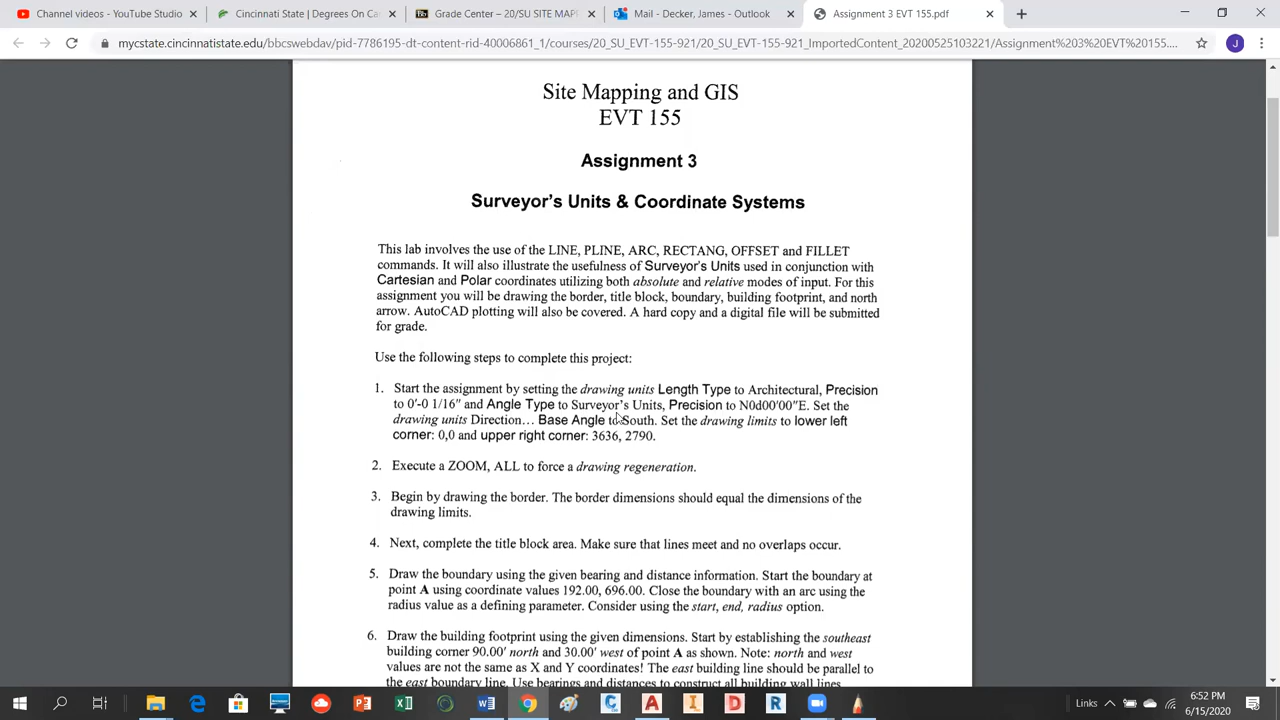 Channel videos - YouTube Studio
Cincinnati State | Degrees On Ca
Grade Center – 20/SU SITE MAPP
Mail - Decker, James - Outlook
Assignment 3 EVT 155.pdf
mycstate.cincinnatistate.edu/bbcswebdav/pid-7786195-dt-content-rid-40006861_1/courses/20_SU_EVT-155-921/20_SU_EVT-155-921_ImportedContent_20200525103221/Assignment%203%20EVT%20155....
J
Site Mapping and GIS
EVT 155
Assignment 3
Surveyor's Units & Coordinate Systems
This lab involves the use of the LINE, PLINE, ARC, RECTANG, OFFSET and FILLET
commands. It will also illustrate the usefulness of Surveyor's Units used in conjunction with
Cartesian and Polar coordinates utilizing both absolute and relative modes of input. For this
assignment you will be drawing the border, title block, boundary, building footprint, and north
arrow. AutoCAD plotting will also be covered. A hard copy and a digital file will be submitted
for grade.
Use the following steps to complete this project:
1. Start the assignment by setting the drawing units Length Type to Architectural, Precision
to 0'-0 1/16" and Angle Type to Surveyor's Units, Precision to N0d00'00"E. Set the
drawing units Direction... Base Angle to South. Set the drawing limits to lower left
corner: 0,0 and upper right corner: 3636, 2790.
2. Execute a ZOOM, ALL to force a drawing regeneration.
3. Begin by drawing the border. The border dimensions should equal the dimensions of the
drawing limits.
4. Next, complete the title block area. Make sure that lines meet and no overlaps occur.
5. Draw the boundary using the given bearing and distance information. Start the boundary at
point A using coordinate values 192.00, 696.00. Close the boundary with an arc using the
radius value as a defining parameter. Consider using the start, end, radius option.
6. Draw the building footprint using the given dimensions. Start by establishing the southeast
building corner 90.00' north and 30.00' west of point A as shown. Note: north and west
values are not the same as X and Y coordinates! The east building line should be parallel to
the east boundary line. Use bearings and distances to construct all building wall lines
Links
6:52 PM
6/15/2020